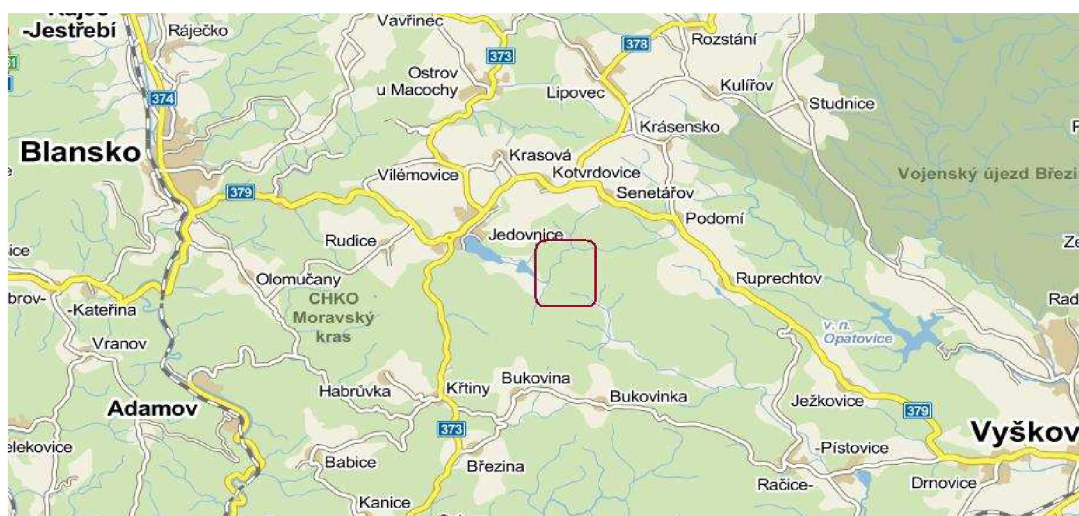 -Jestřebí
Ráječko
Vavřinec
373
378
Rozstání
374
Ostrov
u Macochy
Lipovec
Kulířov
Studnice
Krásensko
Blansko
Krasová
Vilémovice
Kotvrdovice
Vojenský újezd Březi
379
Senetářov
Podomí
Rudice
Jedovnice
Olomučany
Ruprechtov
CHKO
Moravský
kras
-Kateřina
v. n.
Opatovice
Rad
Vranov
Habrůvka
Křtiny
Bukovina
Bukovinka
Ježkovice
Adamov
379
373
Vyškov
elekovice
Babice
Březina
-Pístovice
Račice-
Drnovice
Kanice